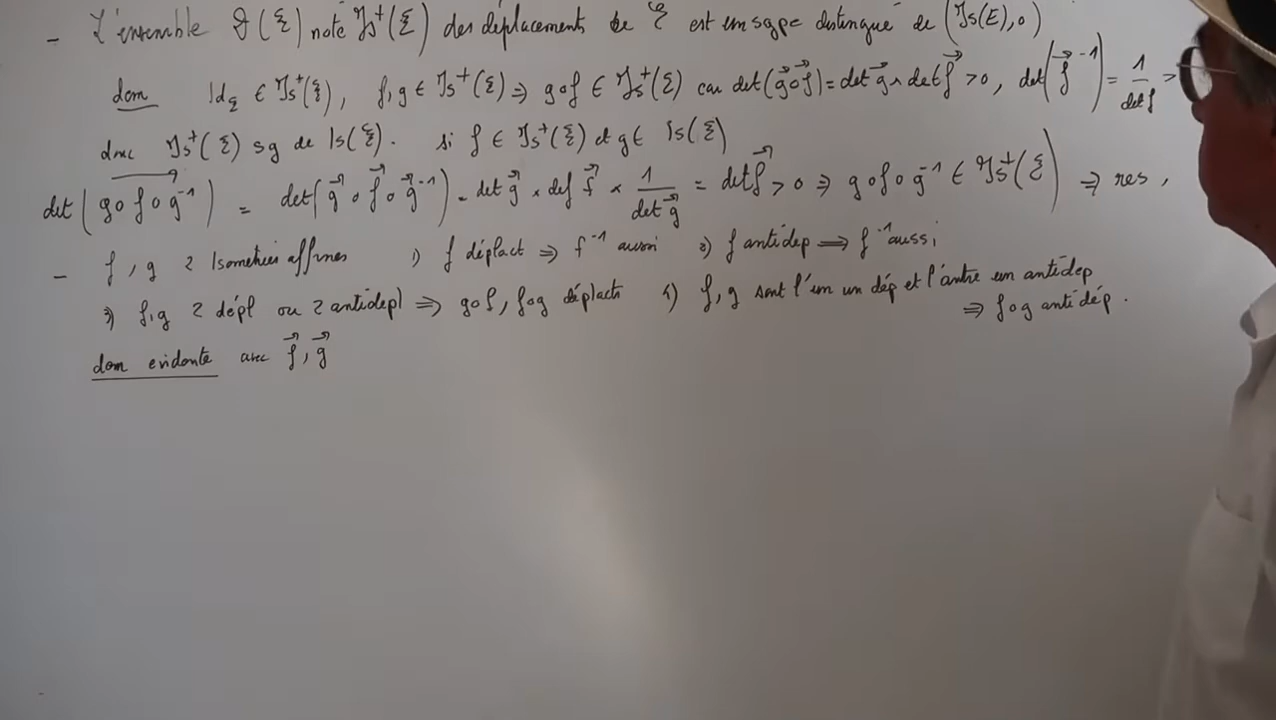 - L'ensemble 𝒟(ℰ) noté Is⁺(ℰ) des déplacements de ℰ est un sgpe distingué de (Is(E),∘)
dom Id_ℰ ∈ Is⁺(ℰ), f,g ∈ Is⁺(ℰ) ⇒ g∘f ∈ Is⁺(ℰ) car det(g⃗∘f⃗) = det g⃗ × det f⃗ > 0, det(f⃗⁻¹) = 1/det f >
donc Is⁺(ℰ) sg de Is(ℰ). si f ∈ Is⁺(ℰ) et g ∈ Is(ℰ)
det(g∘f∘g⁻¹) = det(g⃗∘f⃗∘g⃗⁻¹) = det g⃗ × def f⃗ × 1/det g⃗ = det f⃗ > 0 ⇒ g∘f∘g⁻¹ ∈ Is⁺(ℰ) ⇒ res,
- f, g 2 Isométries affines 1) f déplact ⇒ f⁻¹ aussi 2) f antidep ⟹ f⁻¹ aussi
3) f,g 2 dépl ou 2 antidepl ⇒ g∘f, f∘g déplacts 4) f,g sont l'un un dép et l'autre un antidep
⇒ f∘g antidép.
dom evidente avec f⃗, g⃗